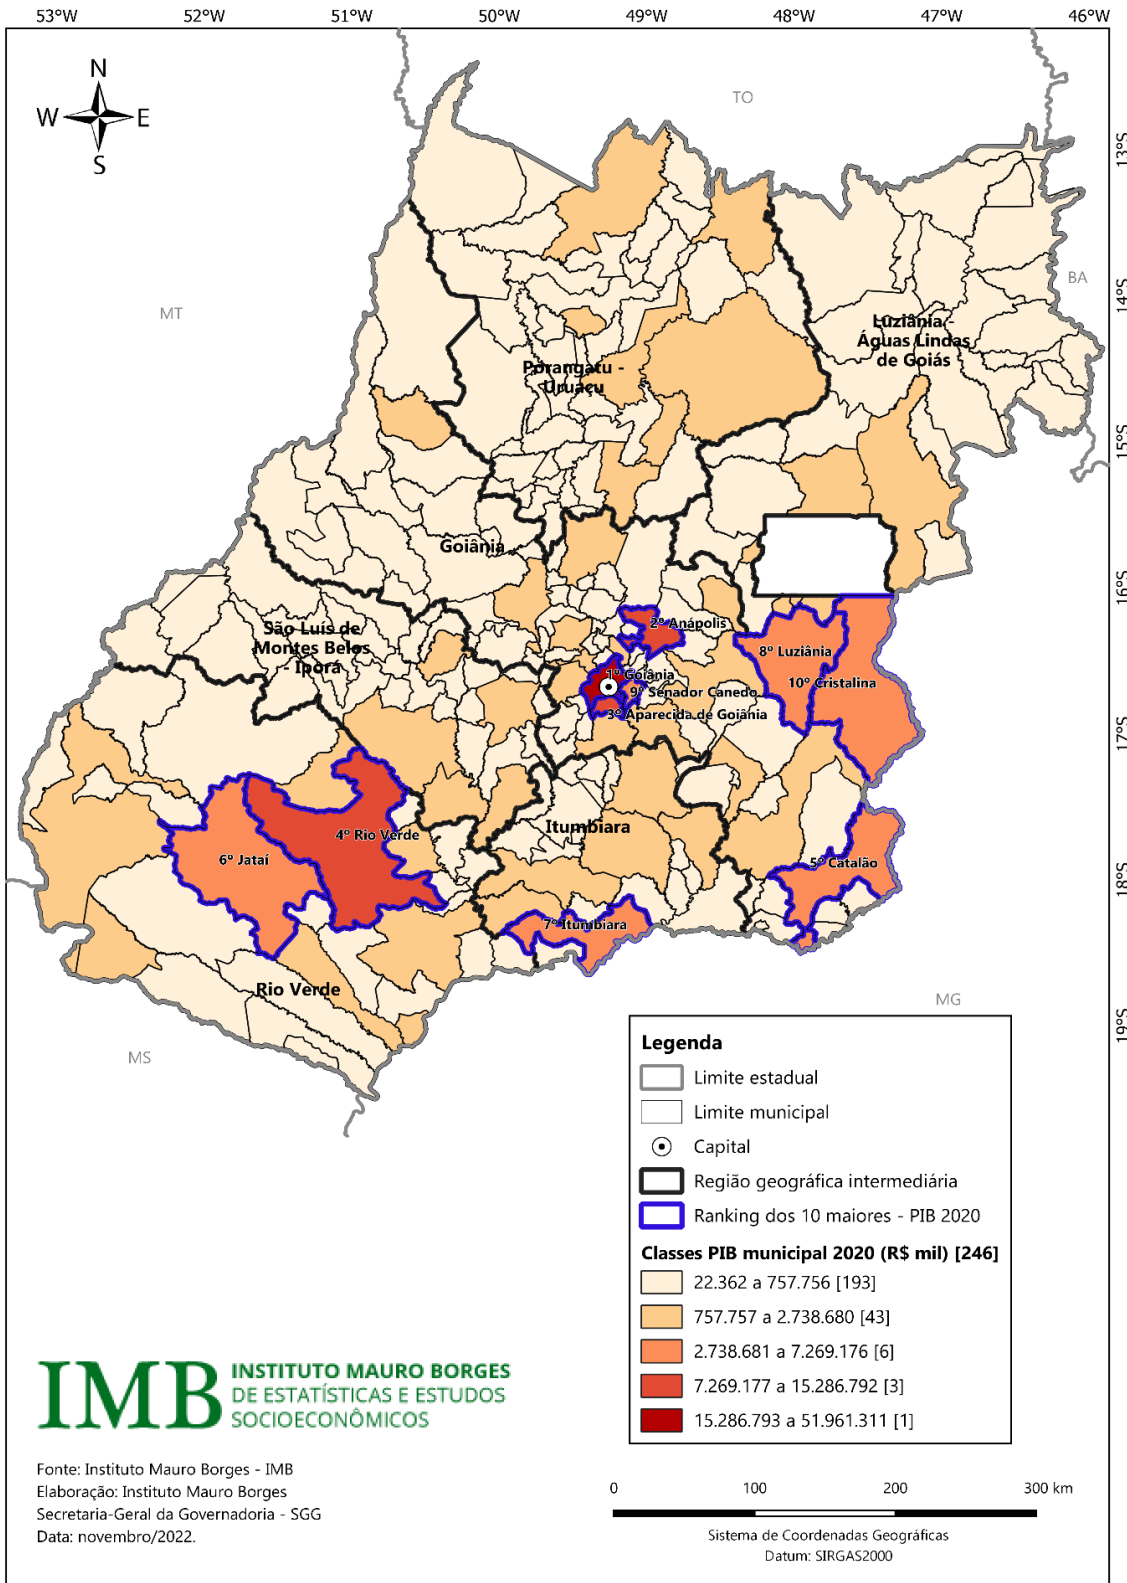 53°W 52°W 51°W 50°W 49°W 48°W 47°W 46°W
N
W E
S
TO
13°S
BA
14°S
MT
Luziânia -
Águas Lindas
de Goiás
Porangatu -
Uruaçu
15°S
Goiânia
16°S
2º Anápolis
São Luís de
Montes Belos
- Iporá
8º Luziânia
1º Goiânia
10º Cristalina
9º Senador Canedo
3º Aparecida de Goiânia
17°S
Itumbiara
4º Rio Verde
6º Jataí
5º Catalão
18°S
7º Itumbiara
Rio Verde
MG
19°S
MS
Legenda
Limite estadual
Limite municipal
Capital
Região geográfica intermediária
Ranking dos 10 maiores - PIB 2020
Classes PIB municipal 2020 (R$ mil) [246]
22.362 a 757.756 [193]
757.757 a 2.738.680 [43]
2.738.681 a 7.269.176 [6]
7.269.177 a 15.286.792 [3]
15.286.793 a 51.961.311 [1]
IMB
INSTITUTO MAURO BORGES
DE ESTATÍSTICAS E ESTUDOS
SOCIOECONÔMICOS
Fonte: Instituto Mauro Borges - IMB
Elaboração: Instituto Mauro Borges
Secretaria-Geral da Governadoria - SGG
Data: novembro/2022.
0 100 200 300 km
Sistema de Coordenadas Geográficas
Datum: SIRGAS2000